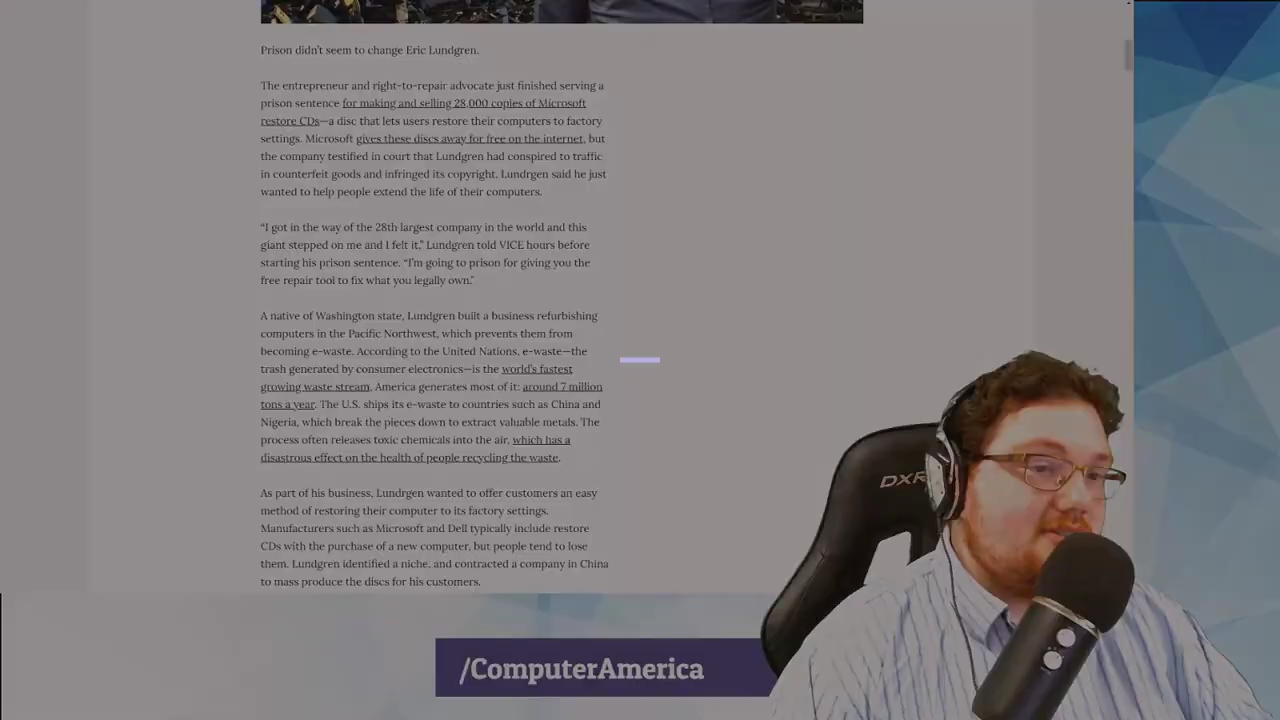 Prison didn't seem to change Eric Lundgren.
The entrepreneur and right-to-repair advocate just finished serving a
prison sentence for making and selling 28,000 copies of Microsoft
restore CDs—a disc that lets users restore their computers to factory
settings. Microsoft gives these discs away for free on the internet, but
the company testified in court that Lundgren had conspired to traffic
in counterfeit goods and infringed its copyright. Lundrgen said he just
wanted to help people extend the life of their computers.
“I got in the way of the 28th largest company in the world and this
giant stepped on me and I felt it,” Lundgren told VICE hours before
starting his prison sentence. “I'm going to prison for giving you the
free repair tool to fix what you legally own.”
A native of Washington state, Lundgren built a business refurbishing
computers in the Pacific Northwest, which prevents them from
becoming e-waste. According to the United Nations, e-waste—the
trash generated by consumer electronics—is the world's fastest
growing waste stream. America generates most of it: around 7 million
tons a year. The U.S. ships its e-waste to countries such as China and
Nigeria, which break the pieces down to extract valuable metals. The
process often releases toxic chemicals into the air, which has a
disastrous effect on the health of people recycling the waste.
As part of his business, Lundrgen wanted to offer customers an easy
method of restoring their computer to its factory settings.
Manufacturers such as Microsoft and Dell typically include restore
CDs with the purchase of a new computer, but people tend to lose
them. Lundgren identified a niche, and contracted a company in China
to mass produce the discs for his customers.
DXR
/ComputerAmerica